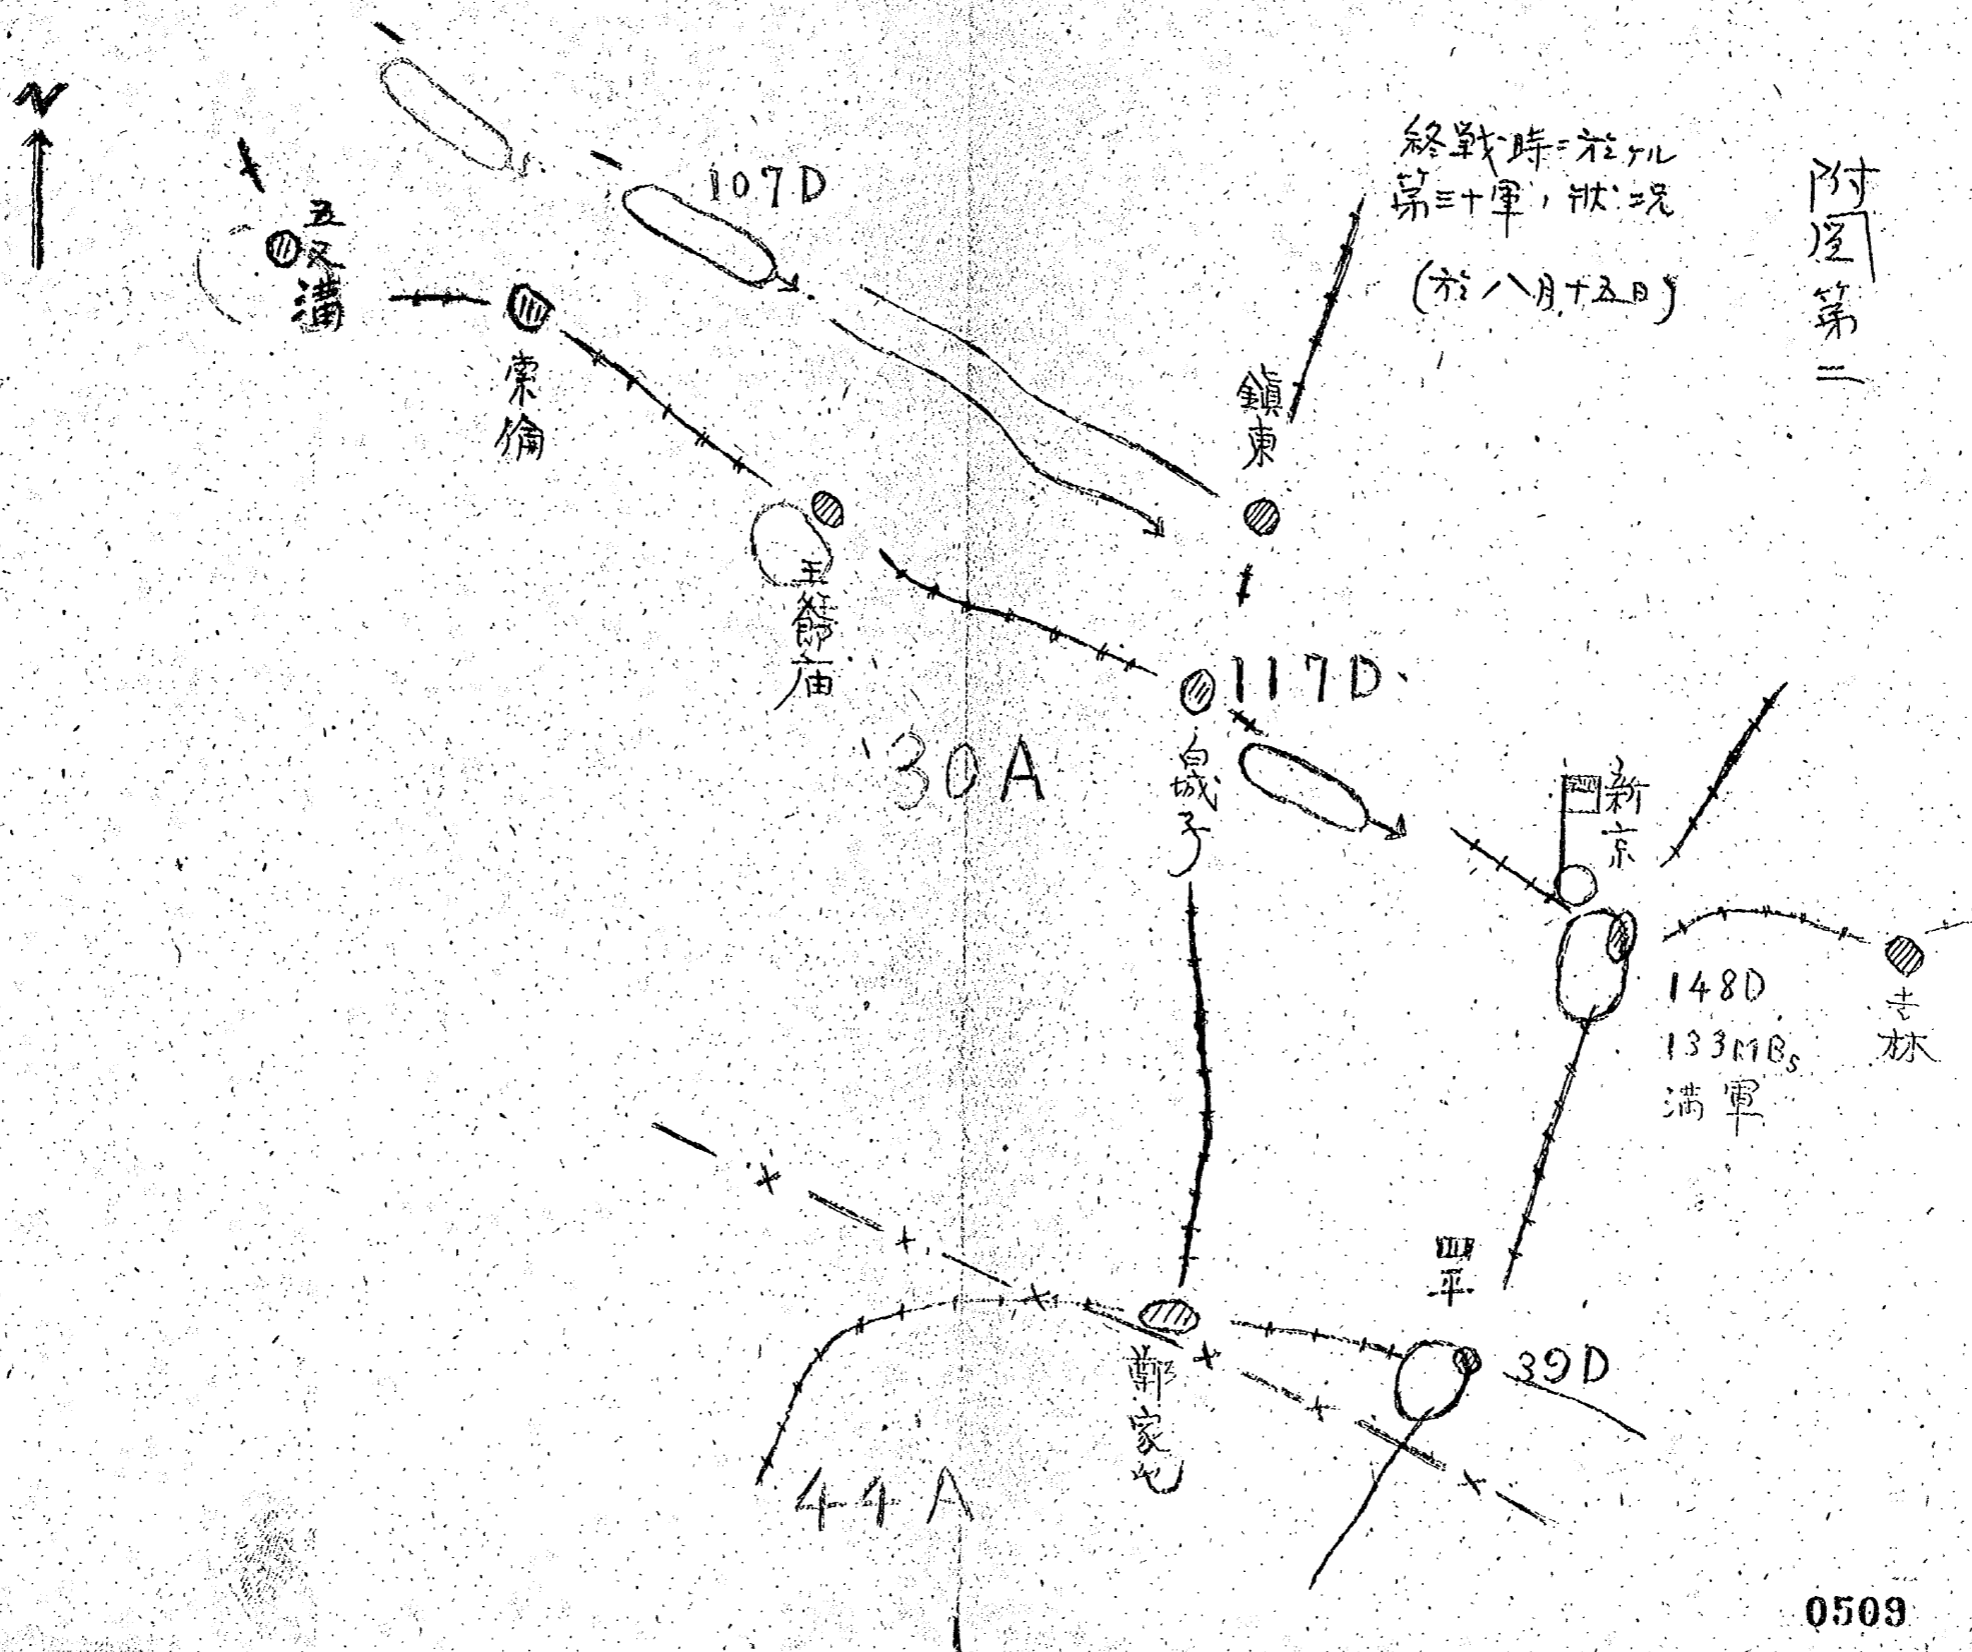 附図第二
終戦時ニ於ケル
第三十軍ノ状況
(於八月十五日)
N
107D
五叉溝
索倫
鎮東
王爺庙
117D
30A
白城子
新京
148D
133MBs
満軍
吉林
四平
39D
鄭家屯
44A
0509